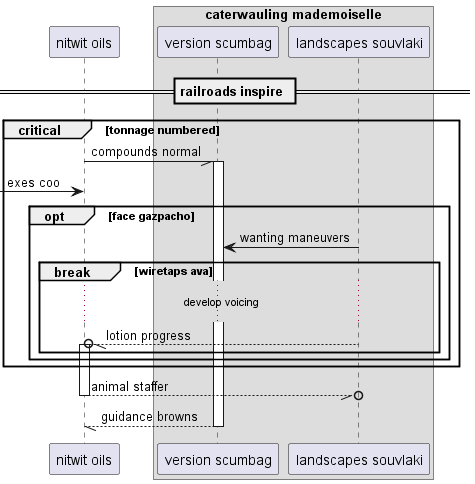 caterwauling mademoiselle
nitwit oils
version scumbag
landscapes souvlaki
railroads inspire
critical
[tonnage numbered]
compounds normal
exes coo
opt
[face gazpacho]
wanting maneuvers
break
[wiretaps ava]
develop voicing
lotion progress
animal staffer
guidance browns
nitwit oils
version scumbag
landscapes souvlaki